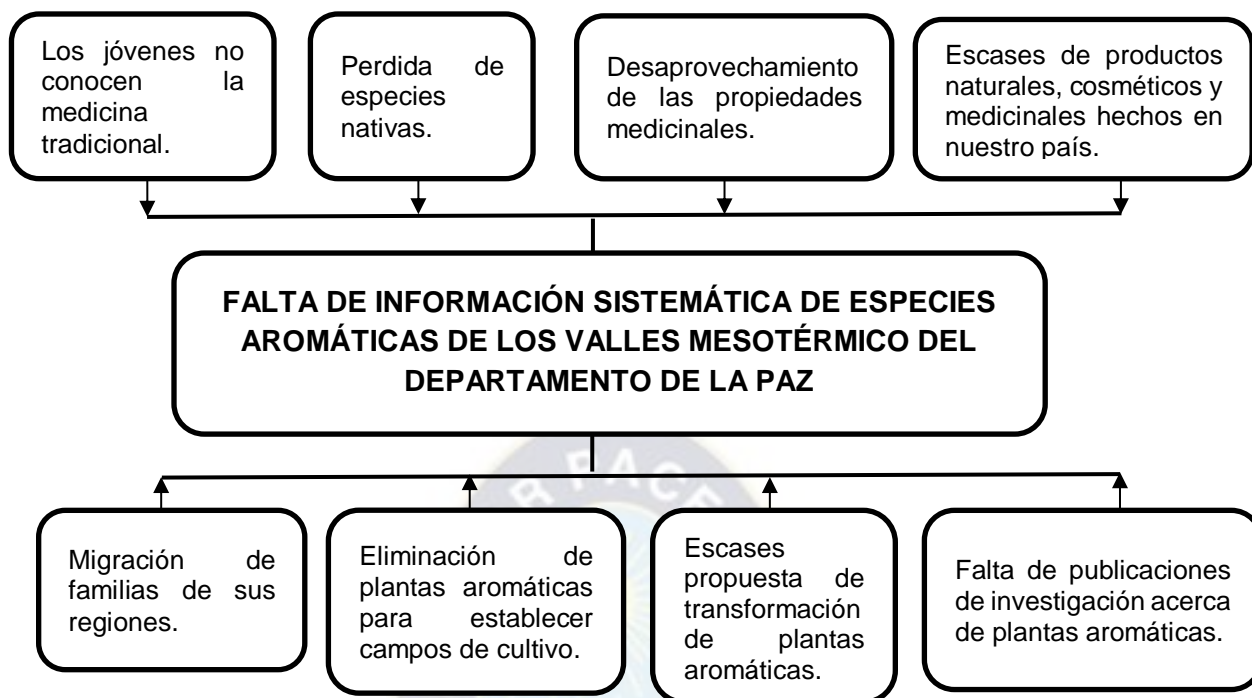 Los jóvenes no
conocen la
medicina
tradicional.
Perdida de
especies
nativas.
Desaprovechamiento
de las propiedades
medicinales.
Escases de productos
naturales, cosméticos y
medicinales hechos en
nuestro país.
FALTA DE INFORMACIÓN SISTEMÁTICA DE ESPECIES
AROMÁTICAS DE LOS VALLES MESOTÉRMICO DEL
DEPARTAMENTO DE LA PAZ
Migración de
familias de sus
regiones.
Eliminación de
plantas aromáticas
para establecer
campos de cultivo.
Escases
propuesta de
transformación
de plantas
aromáticas.
Falta de publicaciones
de investigación acerca
de plantas aromáticas.